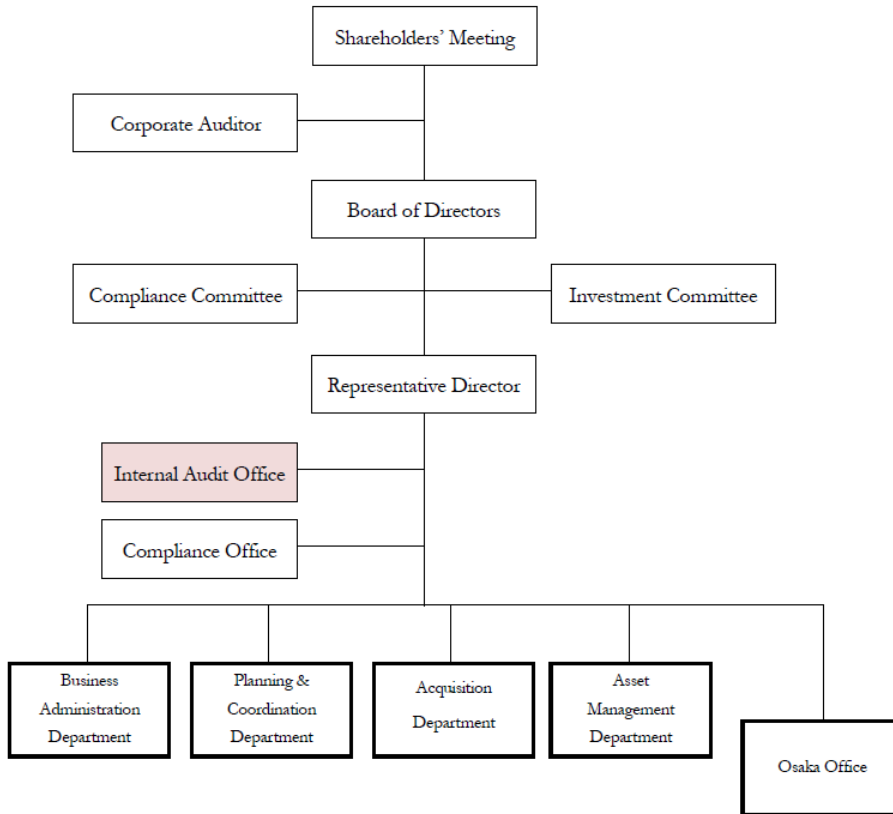 Shareholders’ Meeting
Corporate Auditor
Board of Directors
Compliance Committee
Investment Committee
Representative Director
Internal Audit Office
Compliance Office
Business
Administration
Department
Planning &
Coordination
Department
Acquisition
Department
Asset
Management
Department
Osaka Office